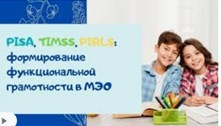 PISA, TIMSS, PIRLS:
формирование
функциональной
грамотности в МЭО